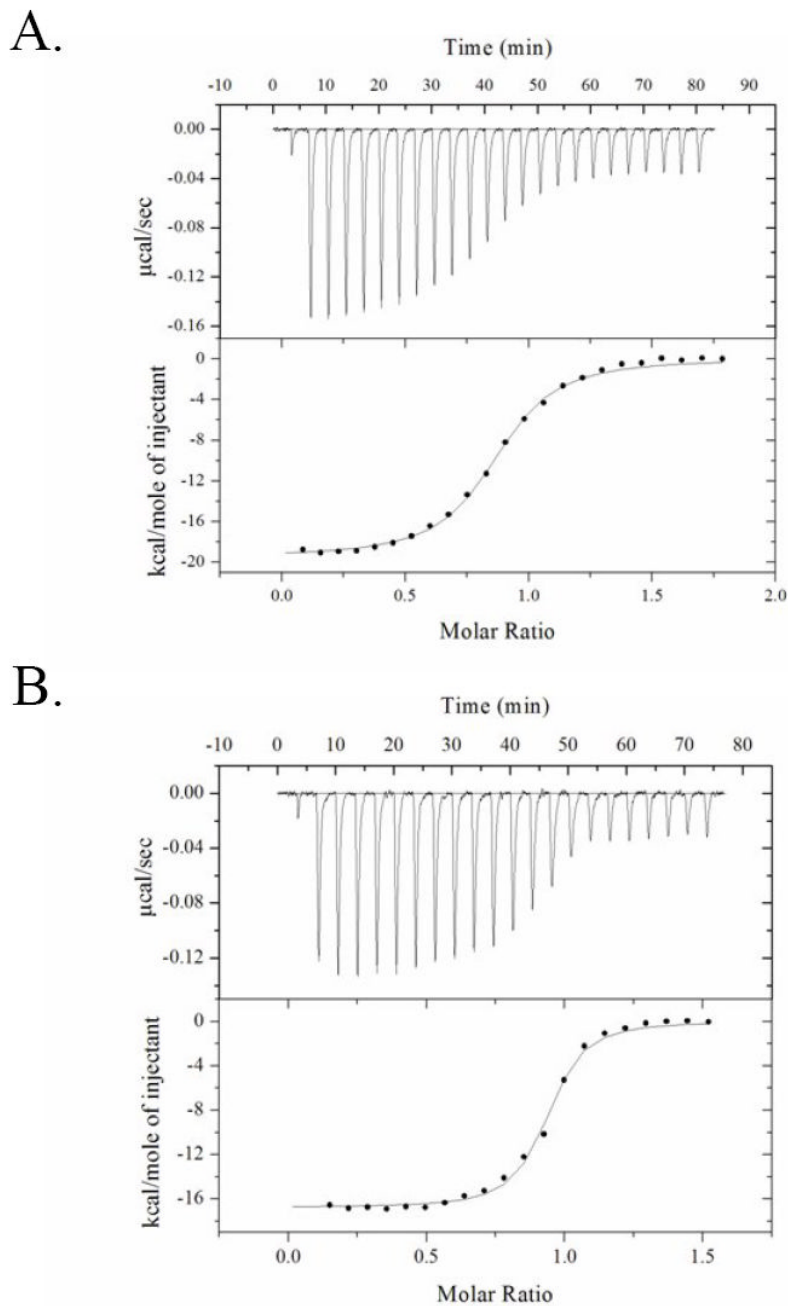 A.
Time (min)
-10 0 10 20 30 40 50 60 70 80 90
0.00
-0.04
-0.08
-0.12
-0.16
µcal/sec
0
-4
-8
-12
-16
-20
kcal/mole of injectant
0.0 0.5 1.0 1.5 2.0
Molar Ratio
B.
Time (min)
-10 0 10 20 30 40 50 60 70 80
0.00
-0.04
-0.08
-0.12
µcal/sec
0
-4
-8
-12
-16
kcal/mole of injectant
0.0 0.5 1.0 1.5
Molar Ratio